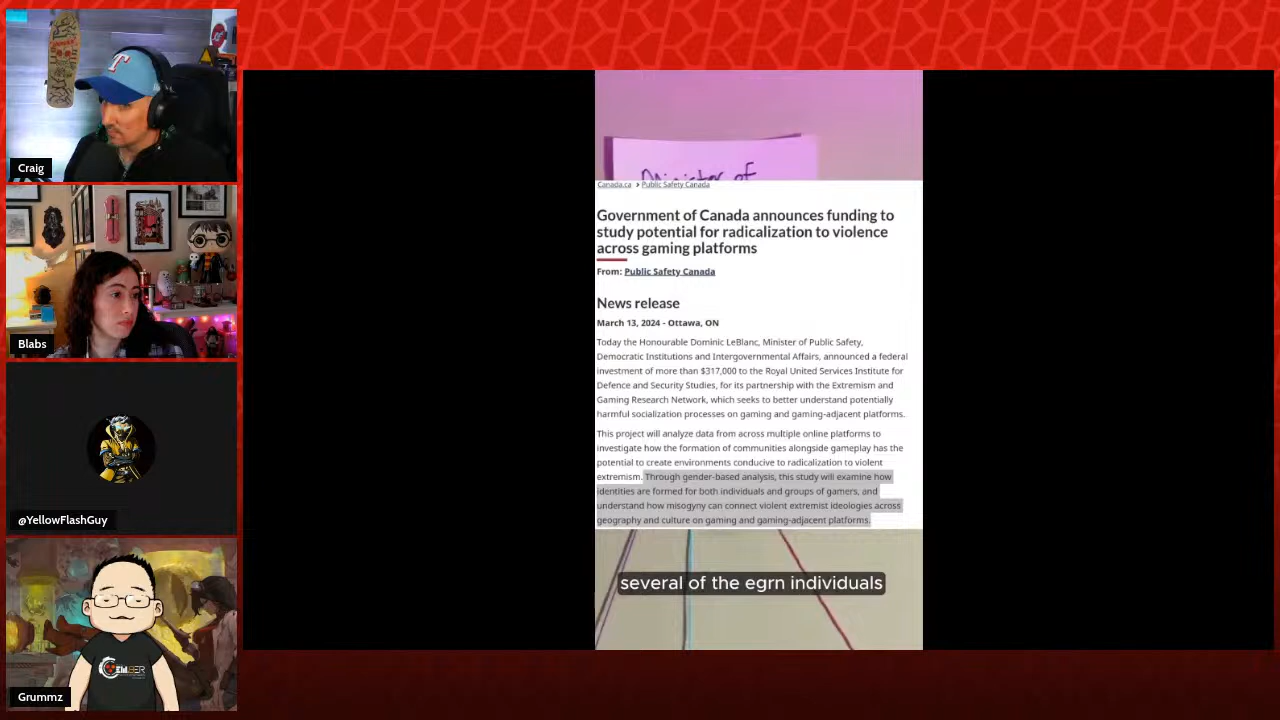 T
Craig
Blabs
@YellowFlashGuy
Grummz
Minister of
Canada.ca > Public Safety Canada
Government of Canada announces funding to
study potential for radicalization to violence
across gaming platforms
From: Public Safety Canada
News release
March 13, 2024 - Ottawa, ON
Today the Honourable Dominic LeBlanc, Minister of Public Safety,
Democratic Institutions and Intergovernmental Affairs, announced a federal
investment of more than $317,000 to the Royal United Services Institute for
Defence and Security Studies, for its partnership with the Extremism and
Gaming Research Network, which seeks to better understand potentially
harmful socialization processes on gaming and gaming-adjacent platforms.
This project will analyze data from across multiple online platforms to
investigate how the formation of communities alongside gameplay has the
potential to create environments conducive to radicalization to violent
extremism. Through gender-based analysis, this study will examine how
identities are formed for both individuals and groups of gamers, and
understand how misogyny can connect violent extremist ideologies across
geography and culture on gaming and gaming-adjacent platforms.
several of the egrn individuals